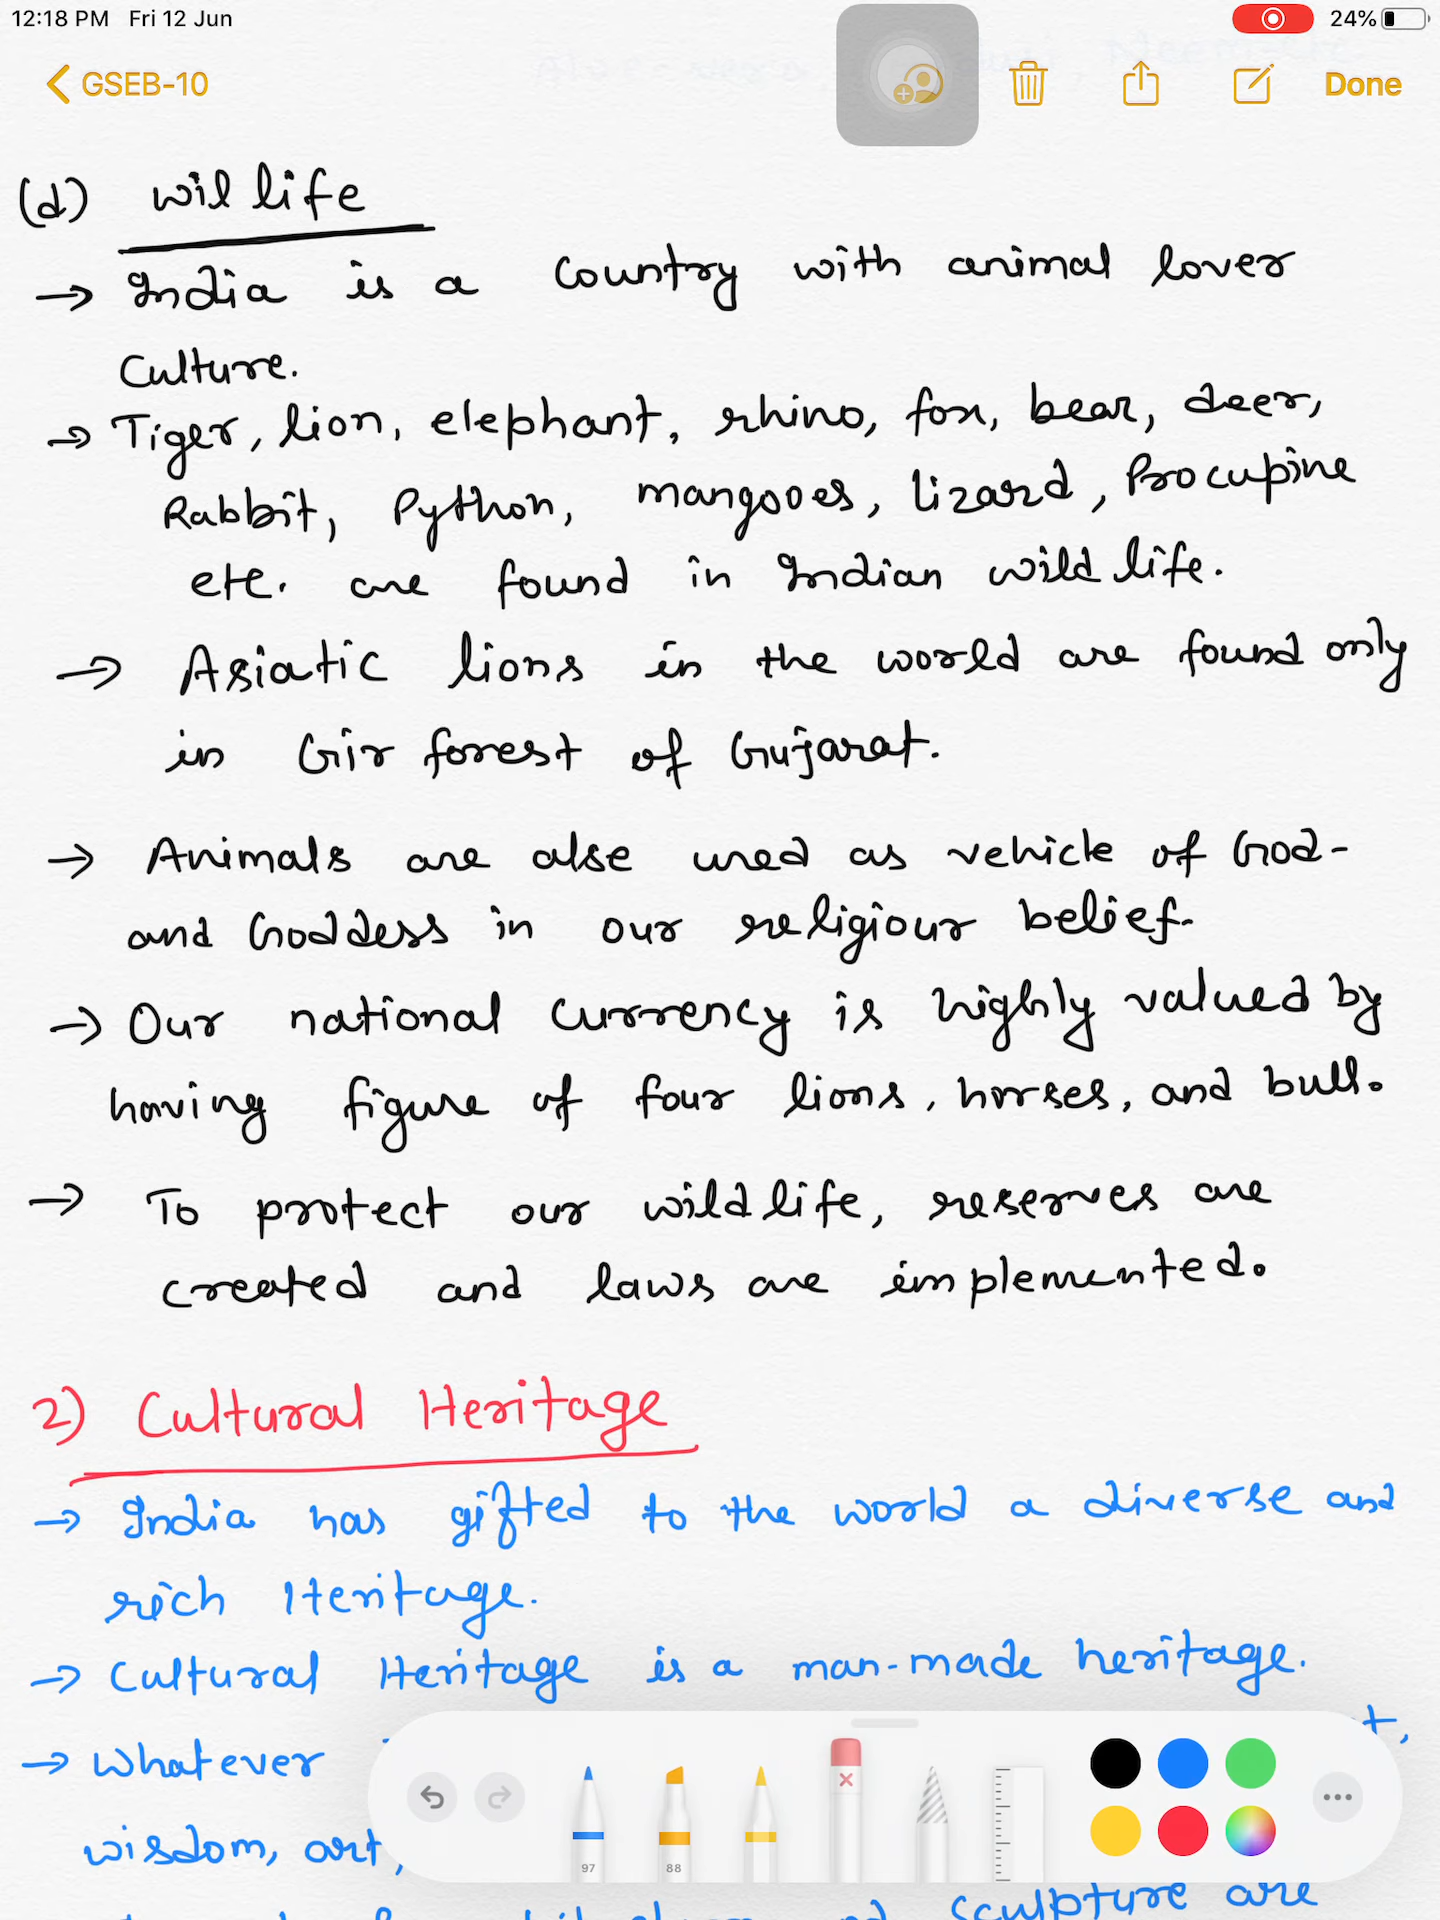 12:18 PM Fri 12 Jun
24%
GSEB-10
Done
(d) wil life
→ India is a country with animal lover
Culture.
→ Tiger, lion, elephant, rhino, fox, bear, deer,
Rabbit, Python, mangooes, lizard, Procupine
etc. are found in Indian wild life.
→ Asiatic lions in the world are found only
in Gir forest of Gujarat.
→ Animals are alse used as vehicle of God-
and Goddess in our religiour belief.
→ Our national currency is highly valued by
having figure of four lions, horses, and bull.
→ To protect our wildlife, reserves are
created and laws are implemented.
2) Cultural Heritage
→ India has gifted to the world a diverse and
rich Heritage.
→ Cultural Heritage is a man-made heritage.
→ Whatever
wisdom, art,
97
88
sculpture are